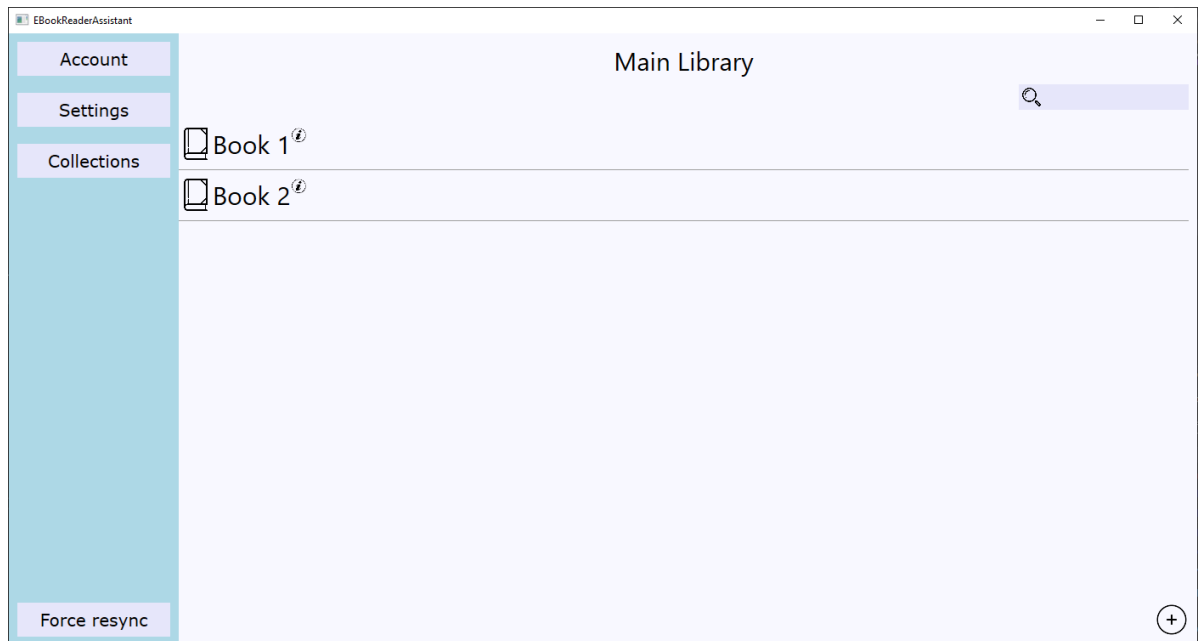 EBookReaderAssistant
Account
Settings
Collections
Force resync
Main Library
Book 1
Book 2